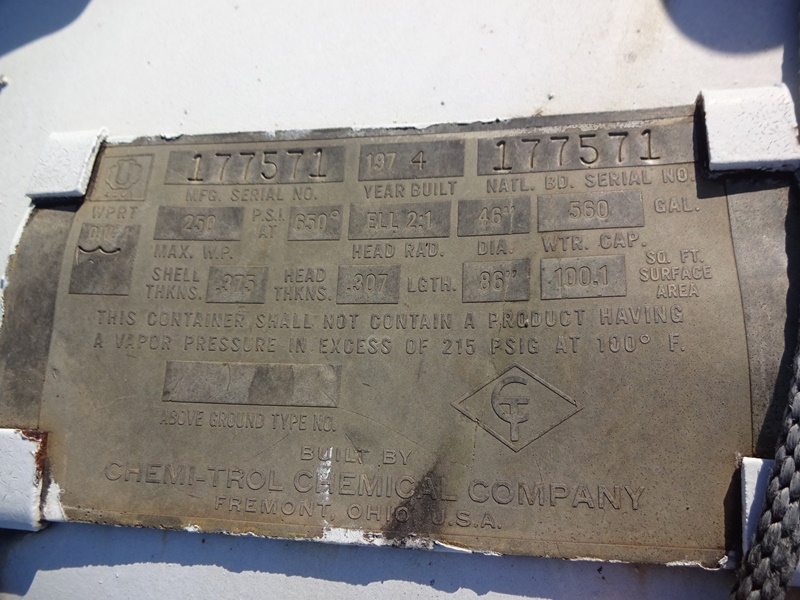 U 177571 1974 177571
MFG. SERIAL NO. YEAR BUILT NATL. BD. SERIAL NO.
WPRT 250 P.S.I. AT 650° ELL 2:1 46" 560 GAL.
MAX. W.P. HEAD RAD. DIA. WTR. CAP.
SHELL THKNS. .375 HEAD THKNS. .307 LGTH. 86" 100.1 SQ. FT. SURFACE AREA
THIS CONTAINER SHALL NOT CONTAIN A PRODUCT HAVING
A VAPOR PRESSURE IN EXCESS OF 215 PSIG AT 100° F.
ABOVE GROUND TYPE NO.
BUILT BY
CHEMI-TROL CHEMICAL COMPANY
FREMONT, OHIO, U.S.A.